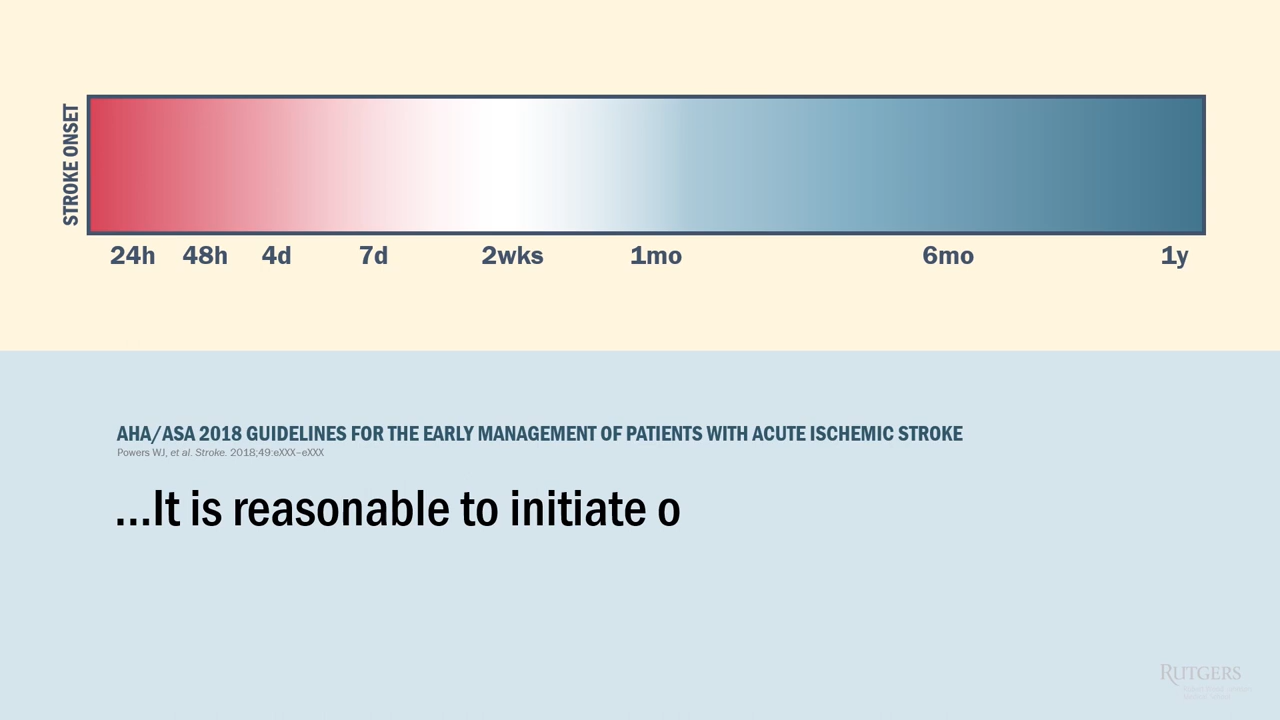 STROKE ONSET
24h 48h 4d 7d 2wks 1mo 6mo 1y
AHA/ASA 2018 GUIDELINES FOR THE EARLY MANAGEMENT OF PATIENTS WITH ACUTE ISCHEMIC STROKE
Powers WJ, et al. Stroke. 2018;49:eXXX–eXXX
...It is reasonable to initiate o
RUTGERS